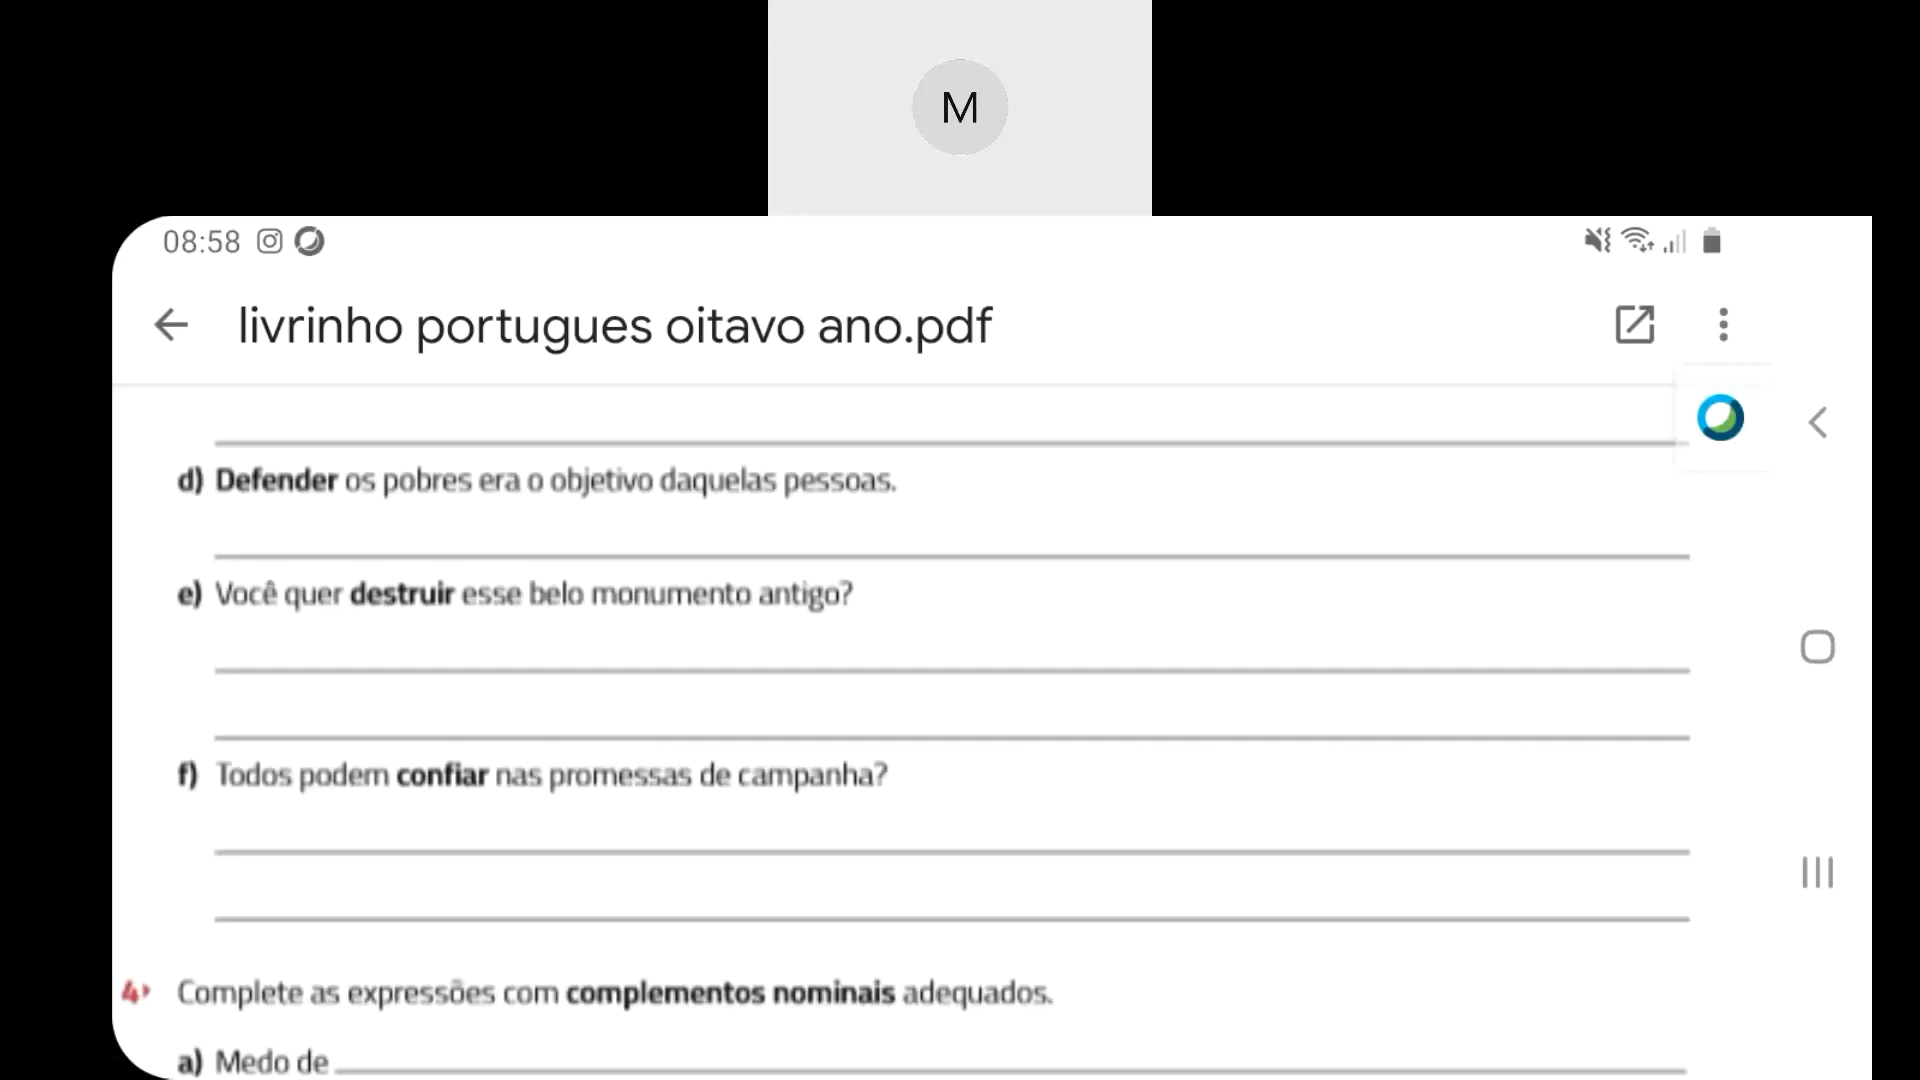 M
08:58
livrinho portugues oitavo ano.pdf
d) Defender os pobres era o objetivo daquelas pessoas.
e) Você quer destruir esse belo monumento antigo?
f) Todos podem confiar nas promessas de campanha?
4 Complete as expressões com complementos nominais adequados.
a) Medo de